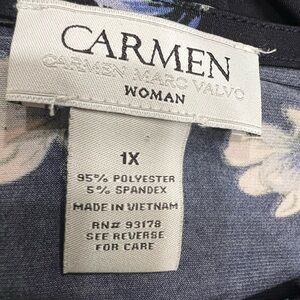 CARMEN
CARMEN MARC VALVO
WOMAN
1X
95% POLYESTER
5% SPANDEX
MADE IN VIETNAM
RN# 93178
SEE REVERSE
FOR CARE